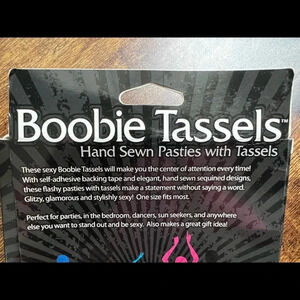 Boobie Tassels™
Hand Sewn Pasties with Tassels
These sexy Boobie Tassels will make you the center of attention every time!
With self-adhesive backing tape and elegant, hand sewn sequined designs,
these flashy pasties with tassels make a statement without saying a word.
Glitzy, glamorous and stylishly sexy! One size fits most.
Perfect for parties, in the bedroom, dancers, sun seekers, and anywhere
else you want to stand out and be sexy. Also makes a great gift idea!